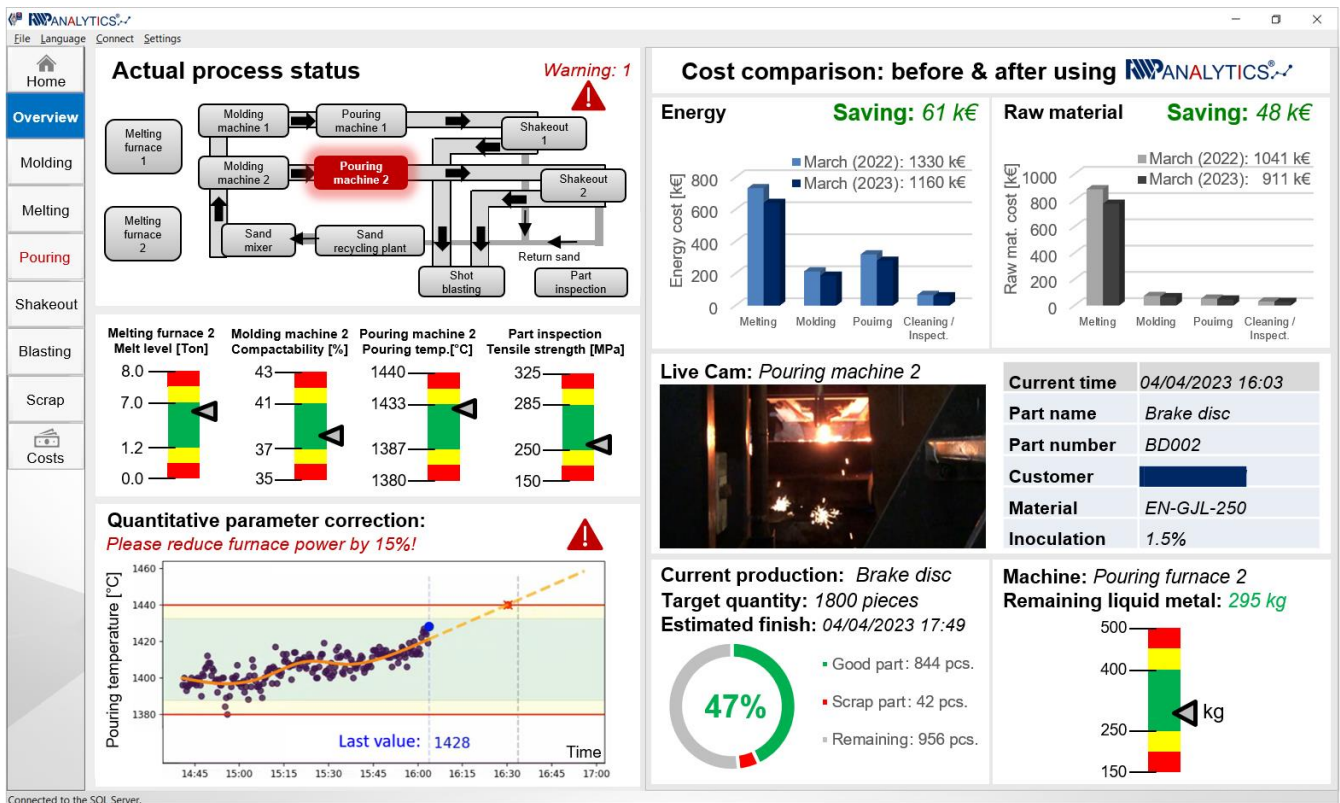 RWPANALYTICS®
File Language Connect Settings
Home
Overview
Molding
Melting
Pouring
Shakeout
Blasting
Scrap
Costs
Actual process status
Warning: 1
Melting
furnace
1
Molding
machine 1
Pouring
machine 1
Shakeout
1
Molding
machine 2
Pouring
machine 2
Shakeout
2
Melting
furnace
2
Sand
mixer
Sand
recycling plant
Return sand
Shot
blasting
Part
inspection
Melting furnace 2
Melt level [Ton]
8.0
7.0
1.2
0.0
Molding machine 2
Compactability [%]
43
41
37
35
Pouring machine 2
Pouring temp.[°C]
1440
1433
1387
1380
Part inspection
Tensile strength [MPa]
325
285
250
150
Quantitative parameter correction:
Please reduce furnace power by 15%!
Pouring temperature [°C]
1460
1440
1420
1400
1380
Last value: 1428
Time
14:45 15:00 15:15 15:30 15:45 16:00 16:15 16:30 16:45 17:00
Cost comparison: before & after using RWPANALYTICS®
Energy
Saving: 61 k€
March (2022): 1330 k€
March (2023): 1160 k€
Energy cost [k€]
800
600
400
200
0
Melting Molding Pouirng Cleaning /
Inspect.
Raw material
Saving: 48 k€
March (2022): 1041 k€
March (2023): 911 k€
Raw mat. cost [k€]
1000
800
600
400
200
0
Melting Molding Pouirng Cleaning /
Inspect.
Live Cam: Pouring machine 2
Current time 04/04/2023 16:03
Part name Brake disc
Part number BD002
Customer
Material EN-GJL-250
Inoculation 1.5%
Current production: Brake disc
Target quantity: 1800 pieces
Estimated finish: 04/04/2023 17:49
47%
Good part: 844 pcs.
Scrap part: 42 pcs.
Remaining: 956 pcs.
Machine: Pouring furnace 2
Remaining liquid metal: 295 kg
500
400
250
150
kg
Connected to the SQL Server.